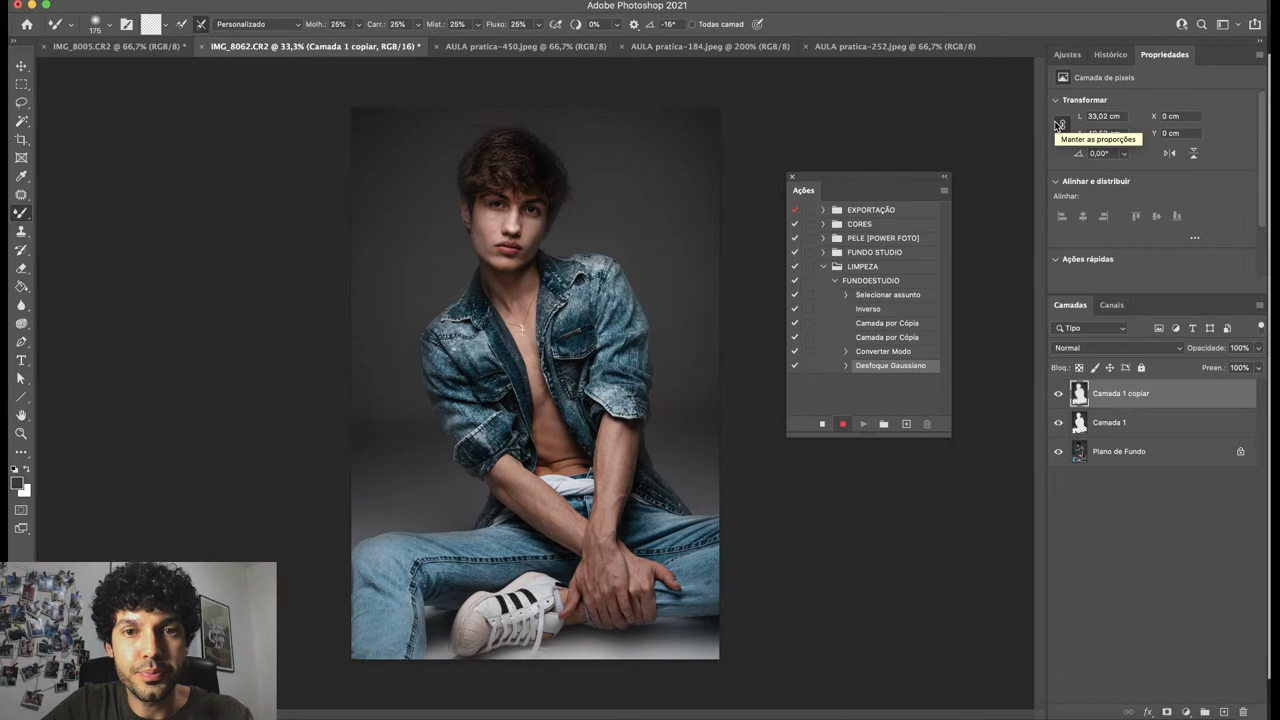 Adobe Photoshop 2021
175
Personalizado
Molh.: 25%
Carr.: 25%
Mist.: 25%
Fluxo: 25%
0%
-16°
Todas camad
IMG_8005.CR2 @ 66,7% (RGB/8) *
IMG_8062.CR2 @ 33,3% (Camada 1 copiar, RGB/16) *
AULA pratica-450.jpeg @ 66,7% (RGB/8)
AULA pratica-184.jpeg @ 200% (RGB/8)
AULA pratica-252.jpeg @ 66,7% (RGB/8)
Ajustes
Histórico
Propriedades
Camada de pixels
Transformar
L 33,02 cm
X 0 cm
Y 0 cm
Manter as proporções
0,00°
Alinhar e distribuir
Alinhar:
Ações rápidas
Ações
EXPORTAÇÃO
CORES
PELE [POWER FOTO]
FUNDO STUDIO
LIMPEZA
FUNDOESTUDIO
Selecionar assunto
Inverso
Camada por Cópia
Camada por Cópia
Converter Modo
Desfoque Gaussiano
Camadas
Canais
Tipo
Normal
Opacidade: 100%
Bloq.:
Preen.: 100%
Camada 1 copiar
Camada 1
Plano de Fundo